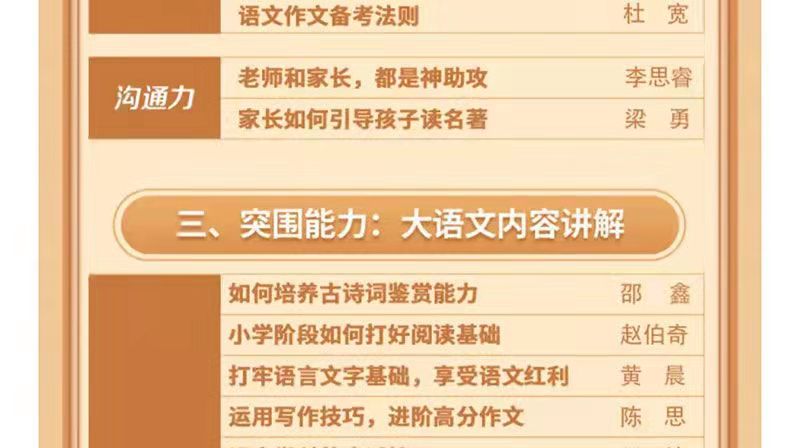 语文作文备考法则 杜 宽
沟通力
老师和家长，都是神助攻 李思睿
家长如何引导孩子读名著 梁 勇
三、突围能力：大语文内容讲解
如何培养古诗词鉴赏能力 邵 鑫
小学阶段如何打好阅读基础 赵伯奇
打牢语言文字基础，享受语文红利 黄 晨
运用写作技巧，进阶高分作文 陈 思